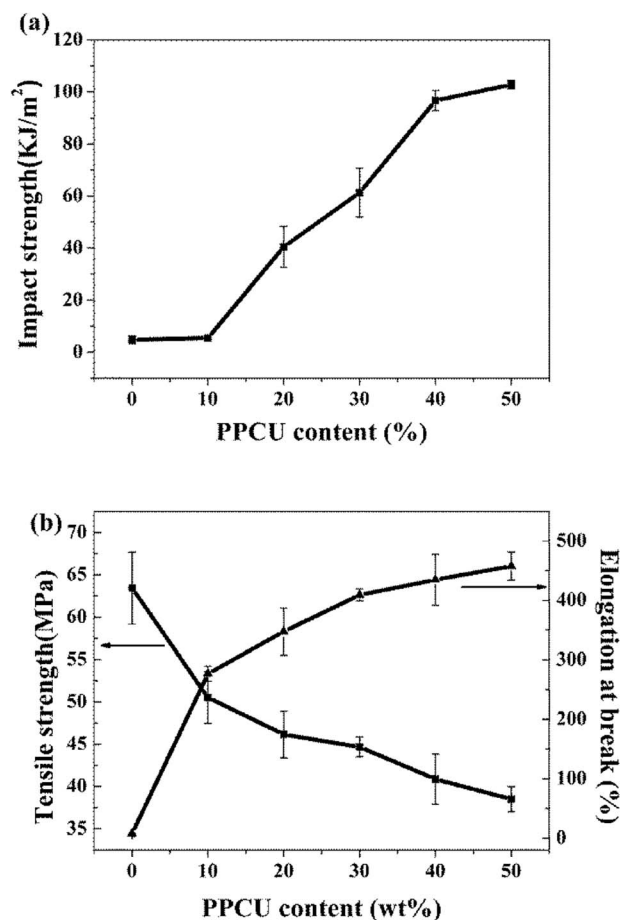 (a)
120
100
80
60
40
20
0
Impact strength(KJ/m²)
0 10 20 30 40 50
PPCU content (%)
(b)
70
65
60
55
50
45
40
35
Tensile strength(MPa)
500
400
300
200
100
0
Elongation at break (%)
0 10 20 30 40 50
PPCU content (wt%)